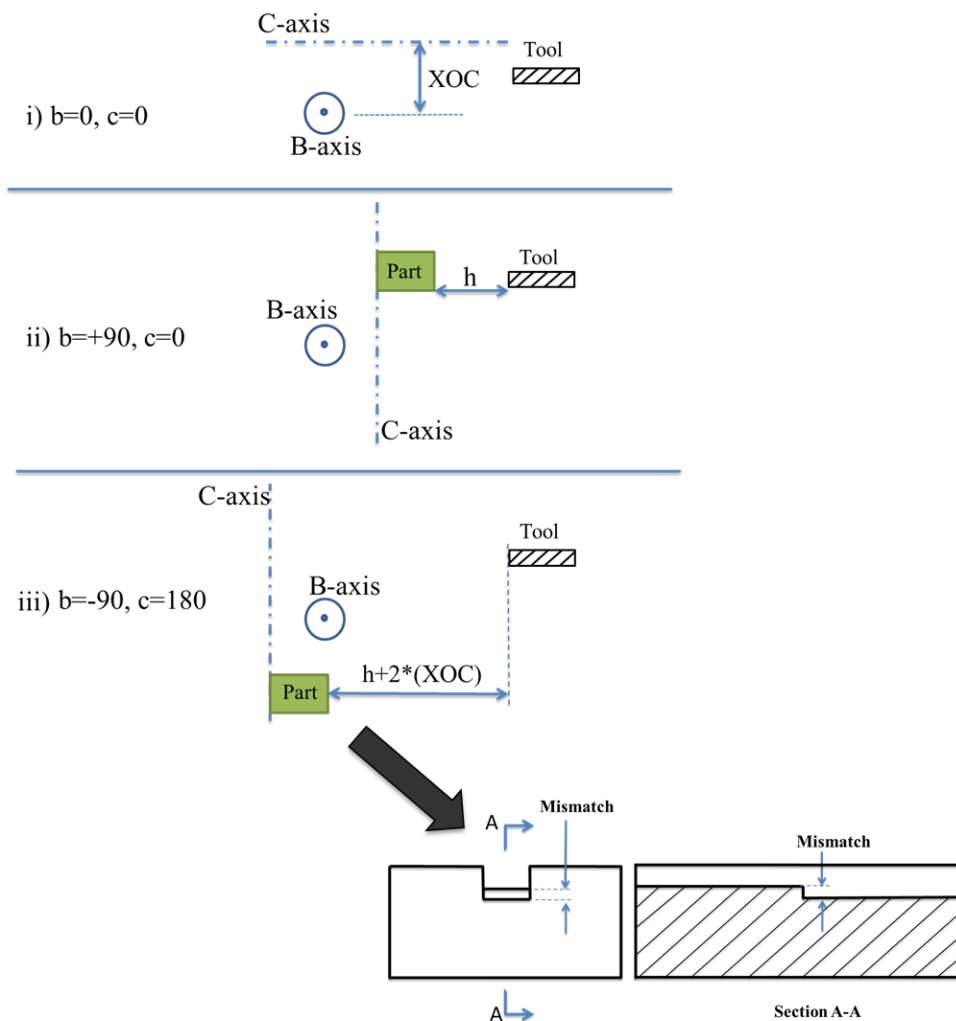 C-axis
Tool
XOC
i) b=0, c=0
B-axis
Part
Tool
h
B-axis
ii) b=+90, c=0
C-axis
C-axis
Tool
B-axis
iii) b=-90, c=180
h+2*(XOC)
Part
Mismatch
A
Mismatch
A
Section A-A